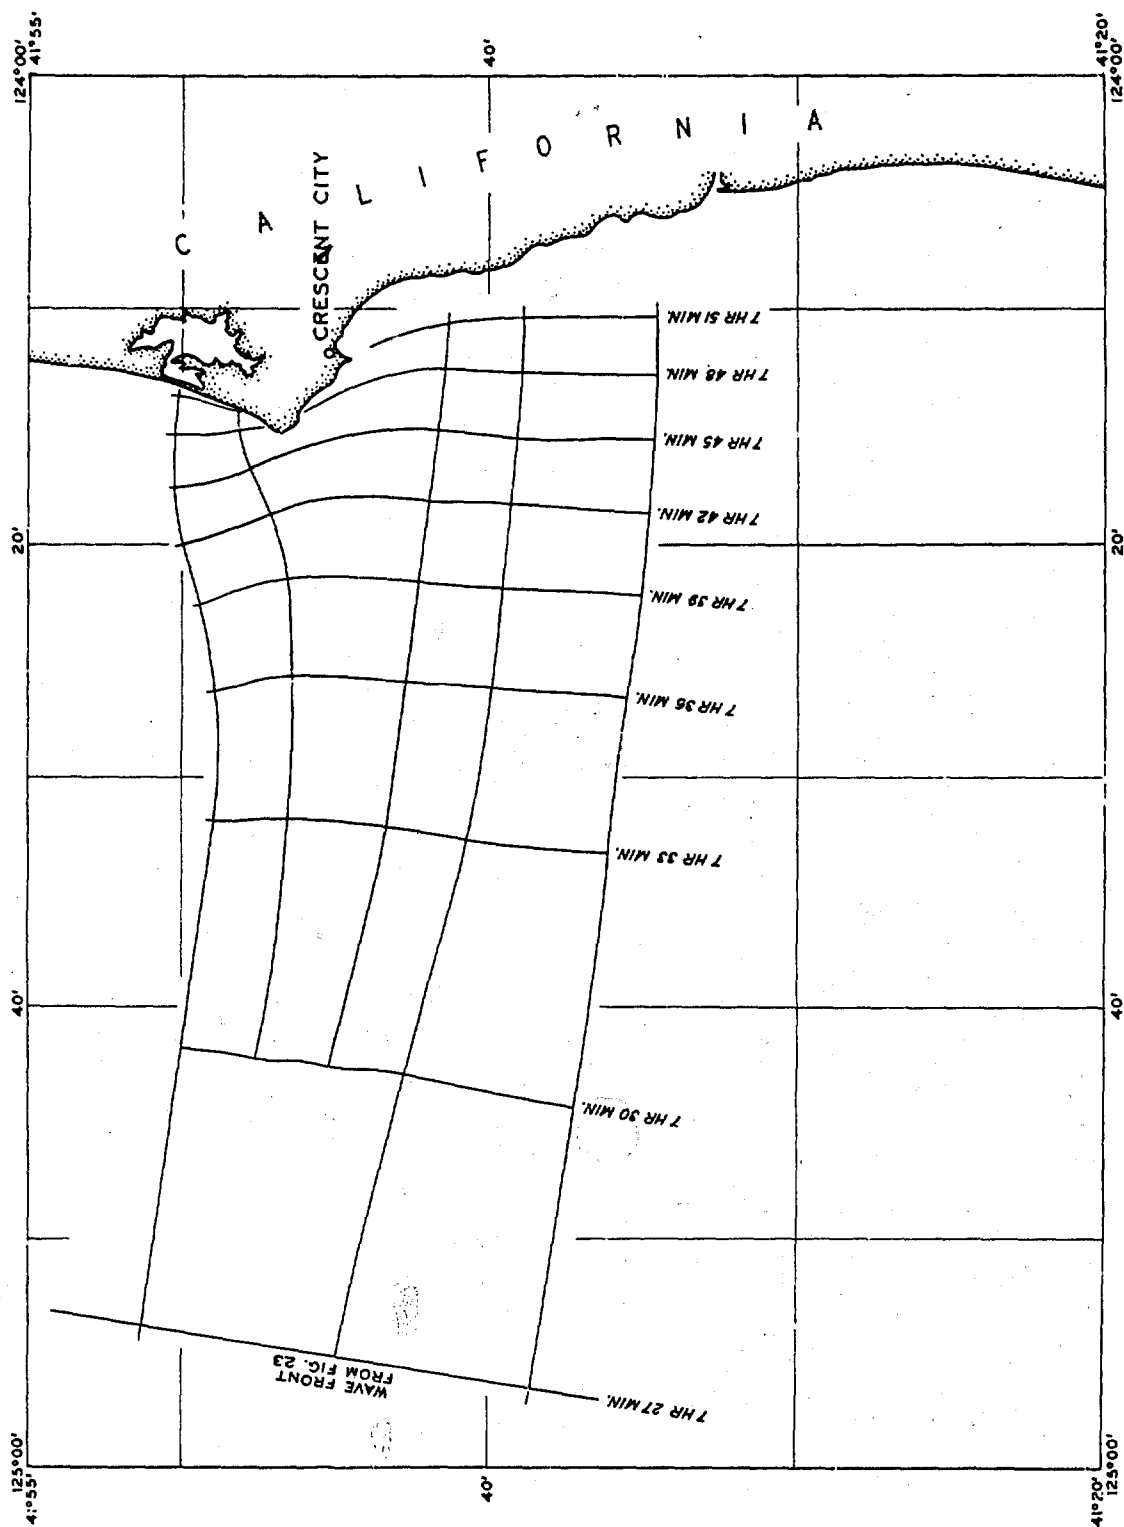 124°00'
41°55'
40'
41°20'
124°00'
CALIFORNIA
CRESCENT CITY
20'
20'
40'
40'
7 HR 51 MIN.
7 HR 48 MIN.
7 HR 45 MIN.
7 HR 42 MIN.
7 HR 39 MIN.
7 HR 36 MIN.
7 HR 33 MIN.
7 HR 30 MIN.
7 HR 27 MIN.
WAVE FRONT
FROM FIG. 23
125°00'
41°55'
40'
41°20'
125°00'